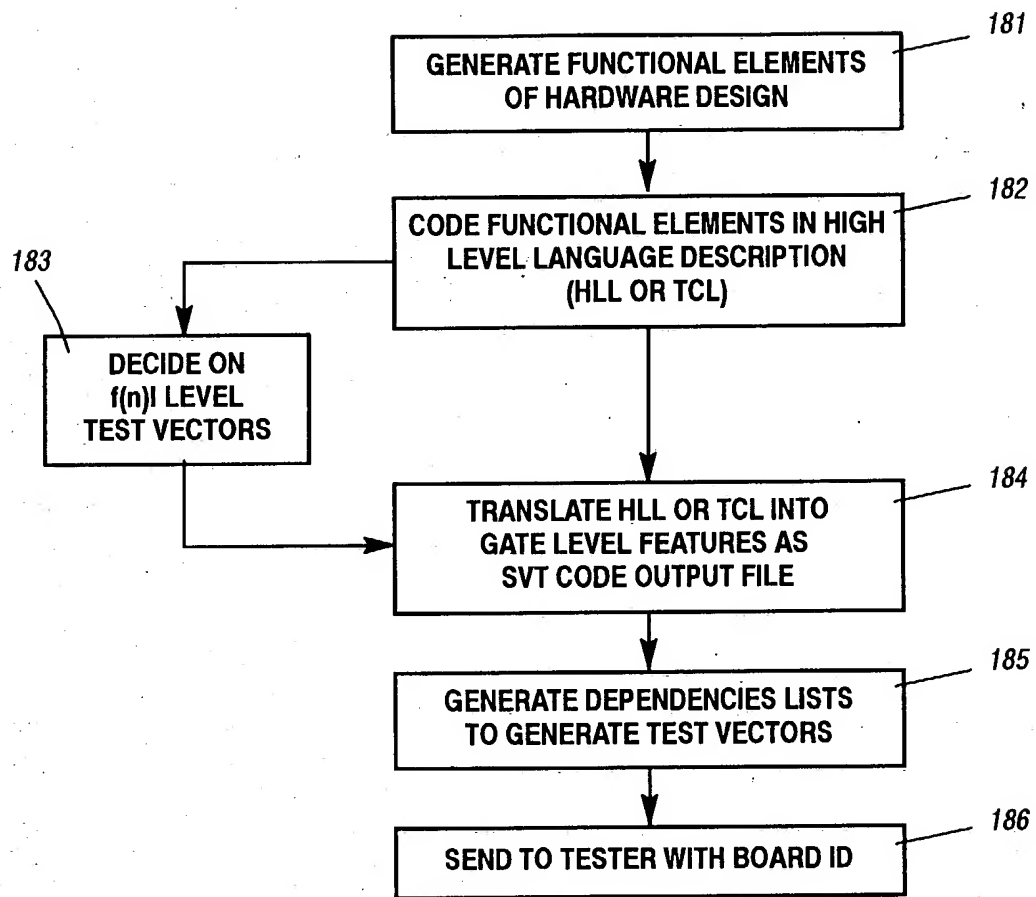 181
GENERATE FUNCTIONAL ELEMENTS
OF HARDWARE DESIGN
182
CODE FUNCTIONAL ELEMENTS IN HIGH
LEVEL LANGUAGE DESCRIPTION
(HLL OR TCL)
183
DECIDE ON
f(n)l LEVEL
TEST VECTORS
184
TRANSLATE HLL OR TCL INTO
GATE LEVEL FEATURES AS
SVT CODE OUTPUT FILE
185
GENERATE DEPENDENCIES LISTS
TO GENERATE TEST VECTORS
186
SEND TO TESTER WITH BOARD ID